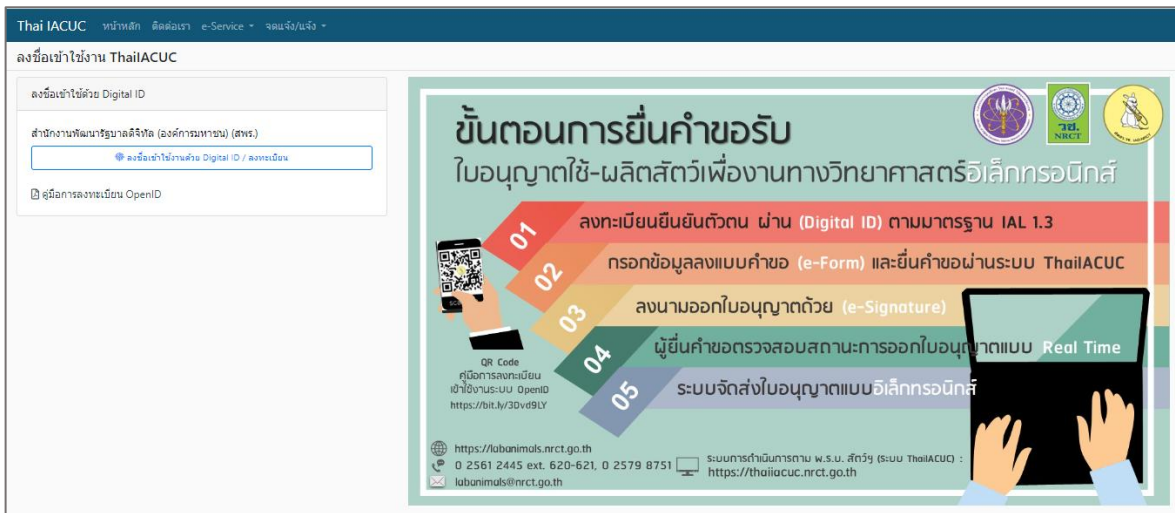 Thai IACUC หน้าหลัก ติดต่อเรา e-Service จดแจ้ง/แจ้ง
ลงชื่อเข้าใช้งาน ThaiIACUC
ลงชื่อเข้าใช้ด้วย Digital ID
สำนักงานพัฒนารัฐบาลดิจิทัล (องค์การมหาชน) (สพร.)
ลงชื่อเข้าใช้งานด้วย Digital ID / ลงทะเบียน
คู่มือการลงทะเบียน OpenID
วช.
NRCT
ขั้นตอนการยื่นคำขอรับ
ใบอนุญาตใช้-ผลิตสัตว์เพื่องานทางวิทยาศาสตร์อิเล็กทรอนิกส์
01 ลงทะเบียนยืนยันตัวตน ผ่าน (Digital ID) ตามมาตรฐาน IAL 1.3
02 กรอกข้อมูลลงแบบคำขอ (e-Form) และยื่นคำขอผ่านระบบ ThaiIACUC
03 ลงนามออกใบอนุญาตด้วย (e-Signature)
04 ผู้ยื่นคำขอตรวจสอบสถานะการออกใบอนุญาตแบบ Real Time
05 ระบบจัดส่งใบอนุญาตแบบอิเล็กทรอนิกส์
QR Code
คู่มือการลงทะเบียน
เข้าใช้งานระบบ OpenID
https://bit.ly/3Dvd9LY
https://labanimals.nrct.go.th
0 2561 2445 ext. 620-621, 0 2579 8751
labanimals@nrct.go.th
ระบบการดำเนินการตาม พ.ร.บ. สัตว์ฯ (ระบบ ThaiIACUC) :
https://thaiiacuc.nrct.go.th